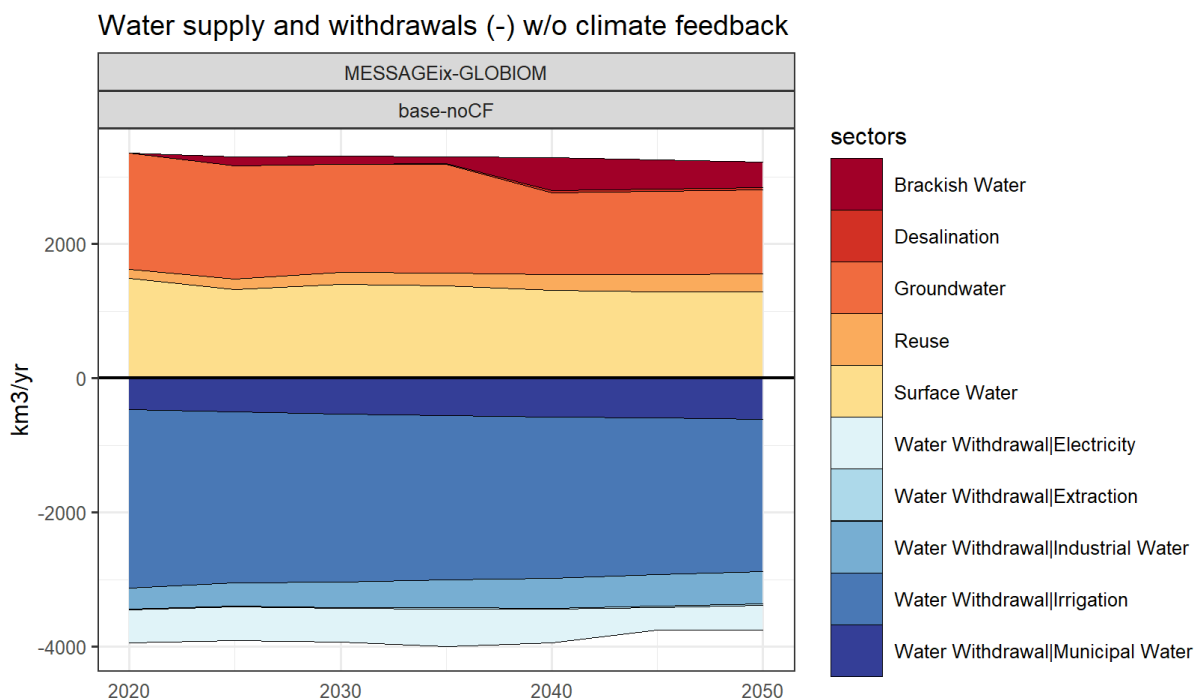 Water supply and withdrawals (-) w/o climate feedback
MESSAGEix-GLOBIOM
base-noCF
km3/yr
2000
0
-2000
-4000
2020
2030
2040
2050
sectors
Brackish Water
Desalination
Groundwater
Reuse
Surface Water
Water Withdrawal|Electricity
Water Withdrawal|Extraction
Water Withdrawal|Industrial Water
Water Withdrawal|Irrigation
Water Withdrawal|Municipal Water